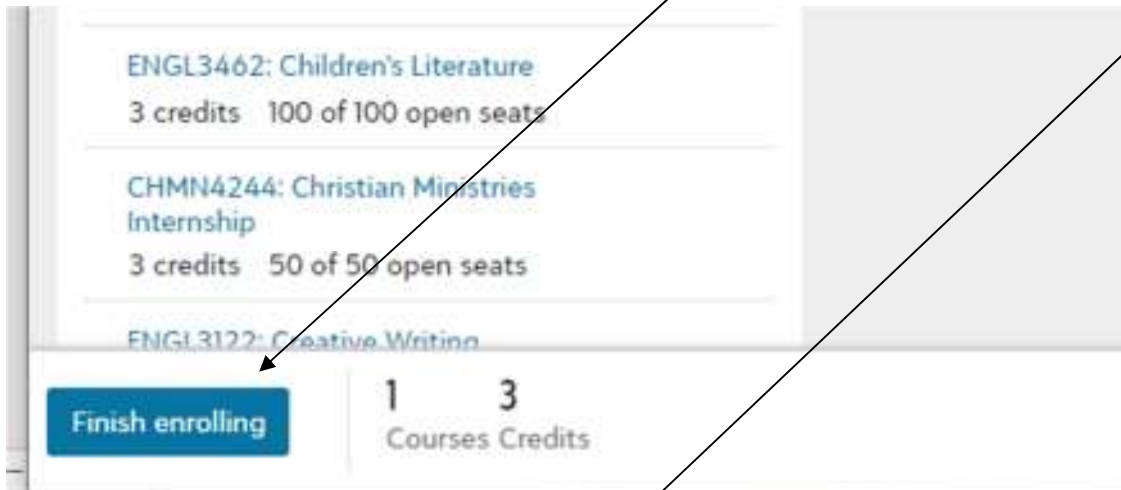 ENGL3462: Children's Literature
3 credits 100 of 100 open seats
CHMN4244: Christian Ministries
Internship
3 credits 50 of 50 open seats
ENGL3122: Creative Writing
Finish enrolling
1 3
Courses Credits